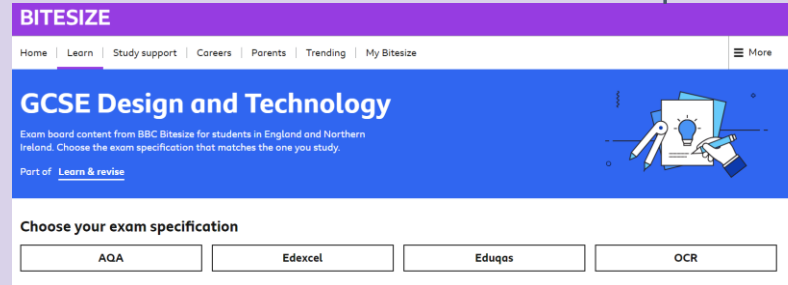 BITESIZE
Home | Learn | Study support | Careers | Parents | Trending | My Bitesize
More
GCSE Design and Technology
Exam board content from BBC Bitesize for students in England and Northern
Ireland. Choose the exam specification that matches the one you study.
Part of Learn & revise
Choose your exam specification
AQA
Edexcel
Eduqas
OCR